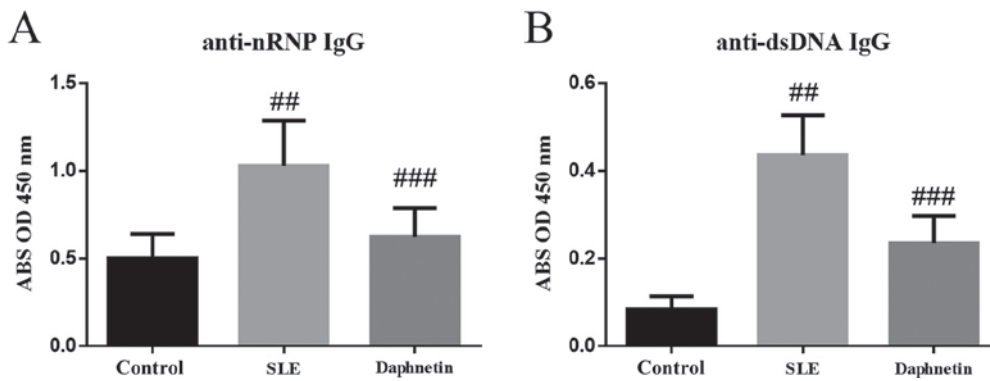 A
anti-nRNP IgG
ABS OD 450 nm
1.5
1.0
0.5
0.0
##
###
Control
SLE
Daphnetin
B
anti-dsDNA IgG
ABS OD 450 nm
0.6
0.4
0.2
0.0
##
###
Control
SLE
Daphnetin